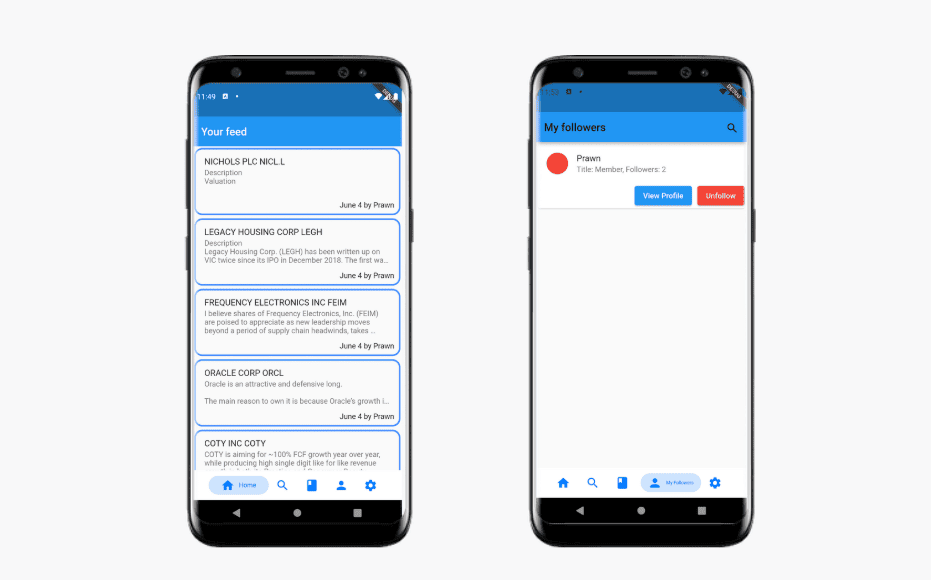 11:49
Your feed
NICHOLS PLC NICL.L
Description
Valuation
June 4 by Prawn
LEGACY HOUSING CORP LEGH
Description
Legacy Housing Corp. (LEGH) has been written up on
VIC twice since its IPO in December 2018. The first wa…
June 4 by Prawn
FREQUENCY ELECTRONICS INC FEIM
I believe shares of Frequency Electronics, Inc. (FEIM)
are poised to appreciate as new leadership moves
beyond a period of supply chain headwinds, takes …
June 4 by Prawn
ORACLE CORP ORCL
Oracle is an attractive and defensive long.
The main reason to own it is because Oracle's growth i…
June 4 by Prawn
COTY INC COTY
COTY is aiming for ~100% FCF growth year over year,
while producing high single digit like for like revenue
Home
My followers
Prawn
Title: Member, Followers: 2
View Profile
Unfollow
My Followers